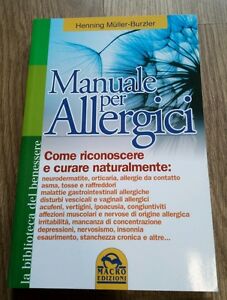 Henning Müller-Burzler
Manuale
per
Allergici
Come riconoscere
e curare naturalmente:
neurodermatite, orticaria, allergie da contatto
asma, tosse e raffreddori
malattie gastrointestinali allergiche
disturbi vescicali e vaginali allergici
acufeni, vertigini, ipoacusia, congiuntiviti
affezioni muscolari e nervose di origine allergica
irritabilità, mancanza di concentrazione
depressioni, nervosismo, insonnia
esaurimento, stanchezza cronica e altro...
la biblioteca del benessere
MACRO
EDIZIONI